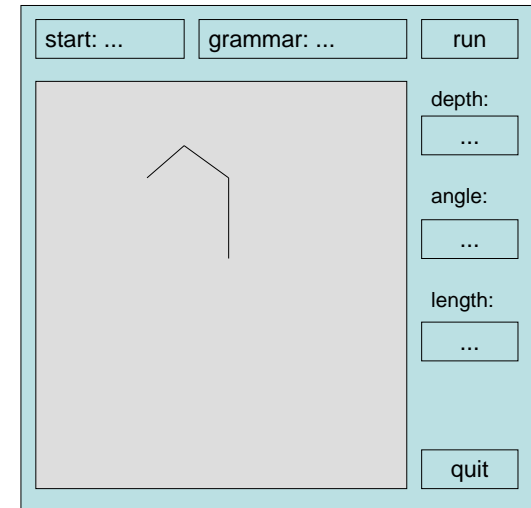 start: ...
grammar: ...
run
depth:
...
angle:
...
length:
...
quit